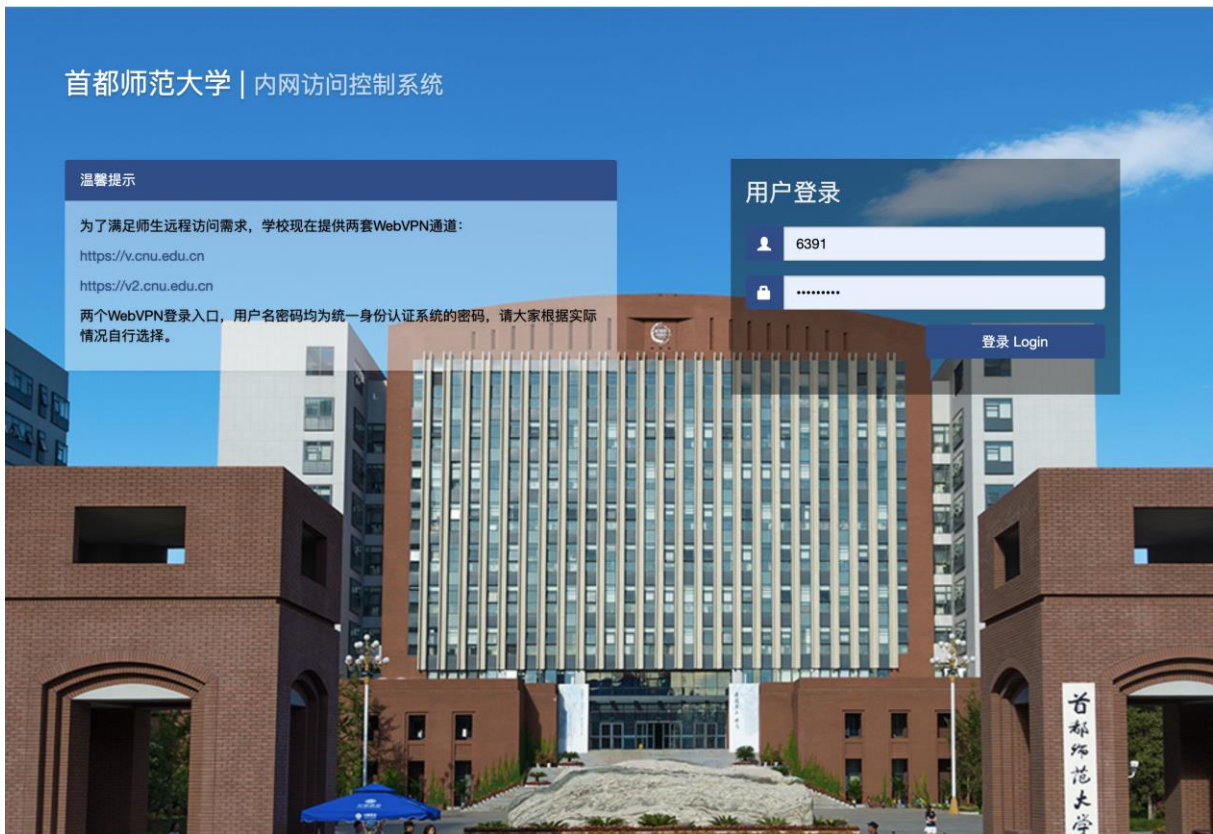 首都师范大学 | 内网访问控制系统
温馨提示
为了满足师生远程访问需求，学校现在提供两套WebVPN通道：
https://v.cnu.edu.cn
https://v2.cnu.edu.cn
两个WebVPN登录入口，用户名密码均为统一身份认证系统的密码，请大家根据实际
情况自行选择。
用户登录
6391
•••••••••
登录 Login
首都师范大学